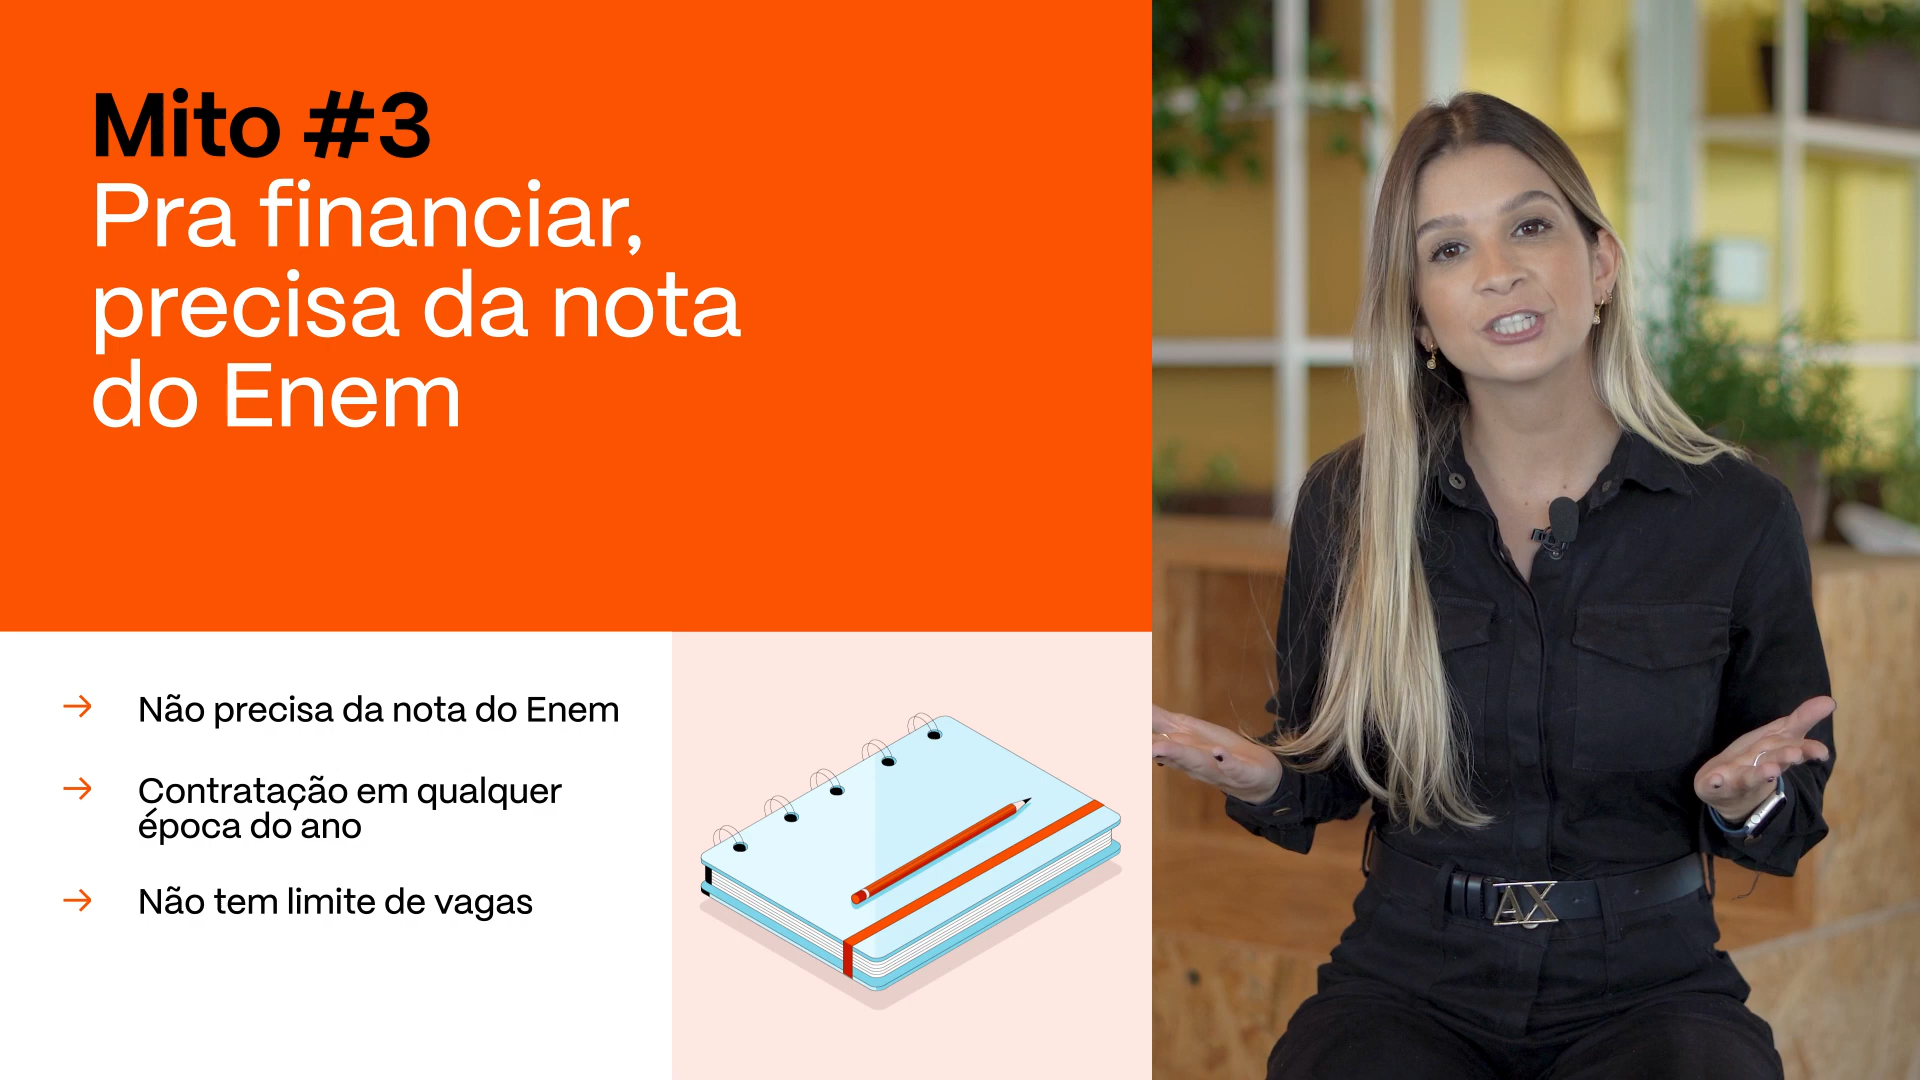 Mito #3
Pra financiar,
precisa da nota
do Enem
Não precisa da nota do Enem
Contratação em qualquer
época do ano
Não tem limite de vagas
AX